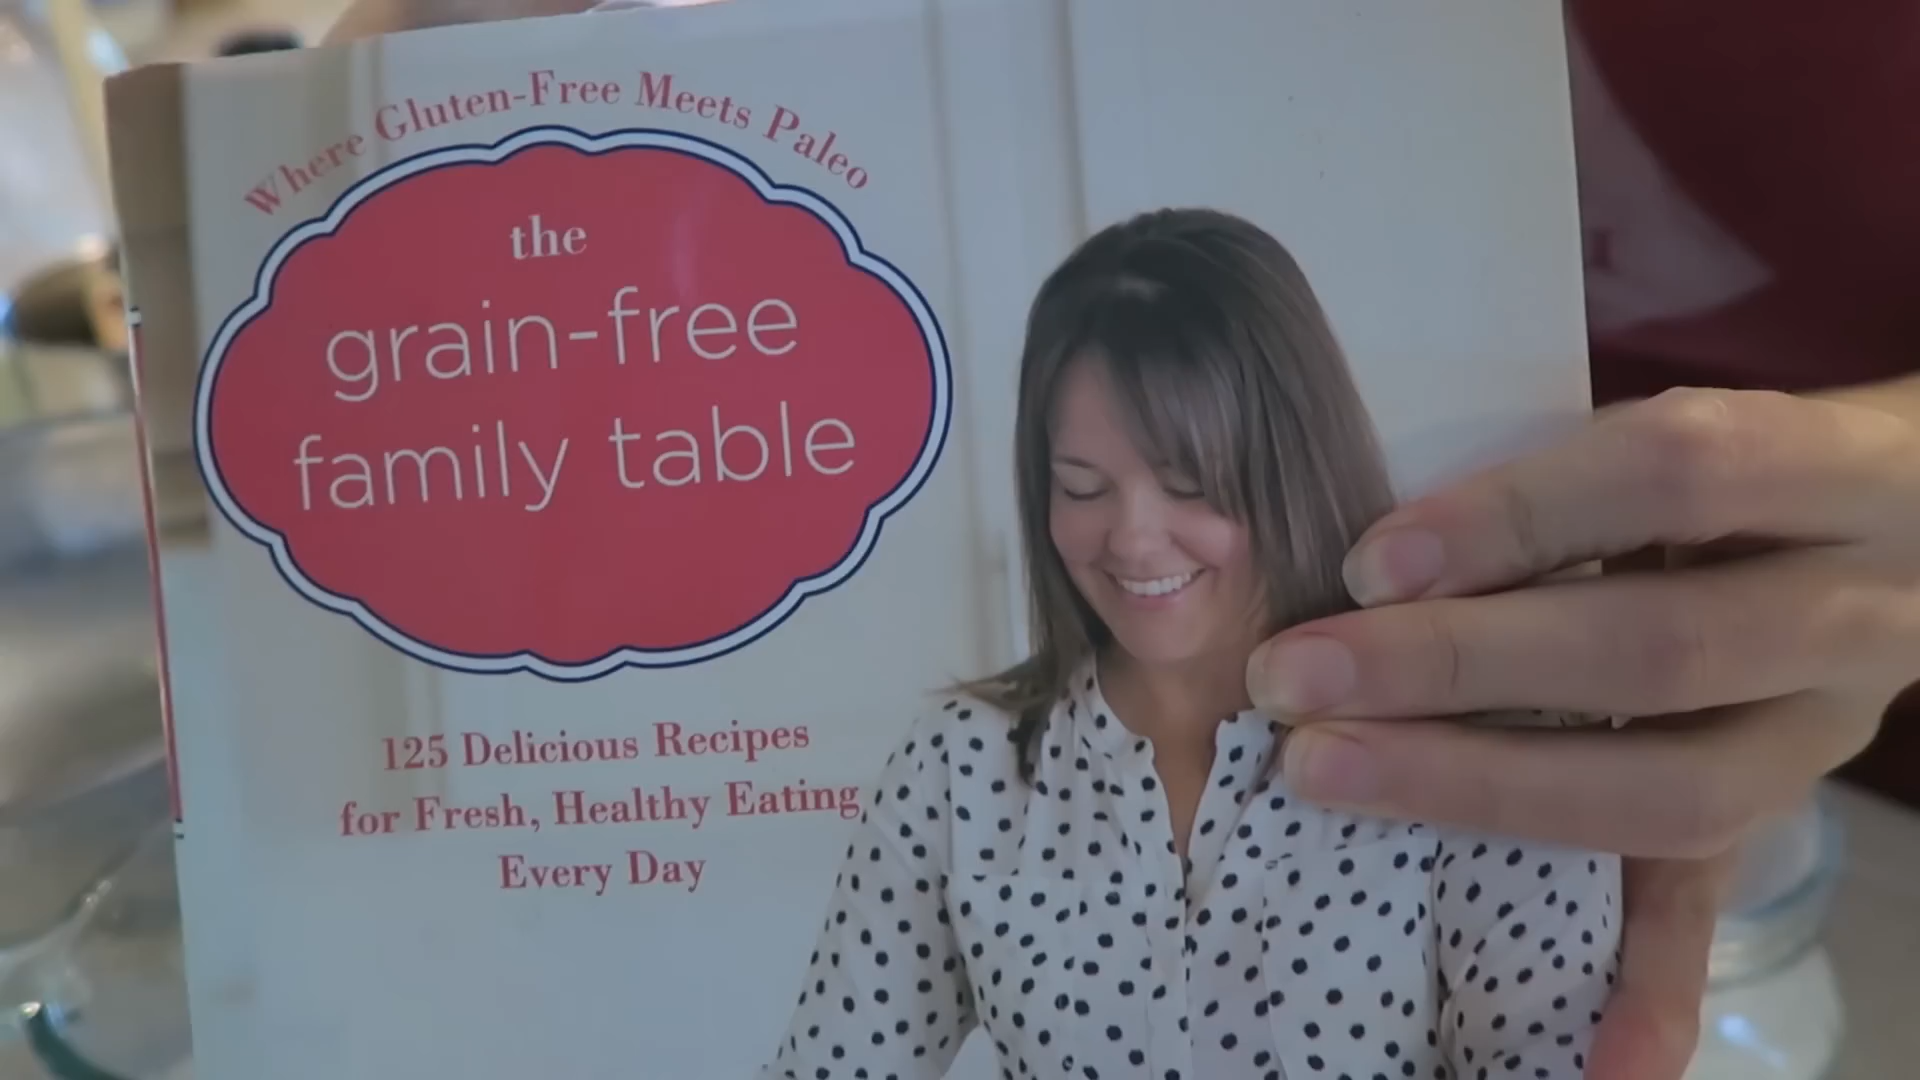 Where Gluten-Free Meets Paleo
the
grain-free
family table
125 Delicious Recipes
for Fresh, Healthy Eating
Every Day